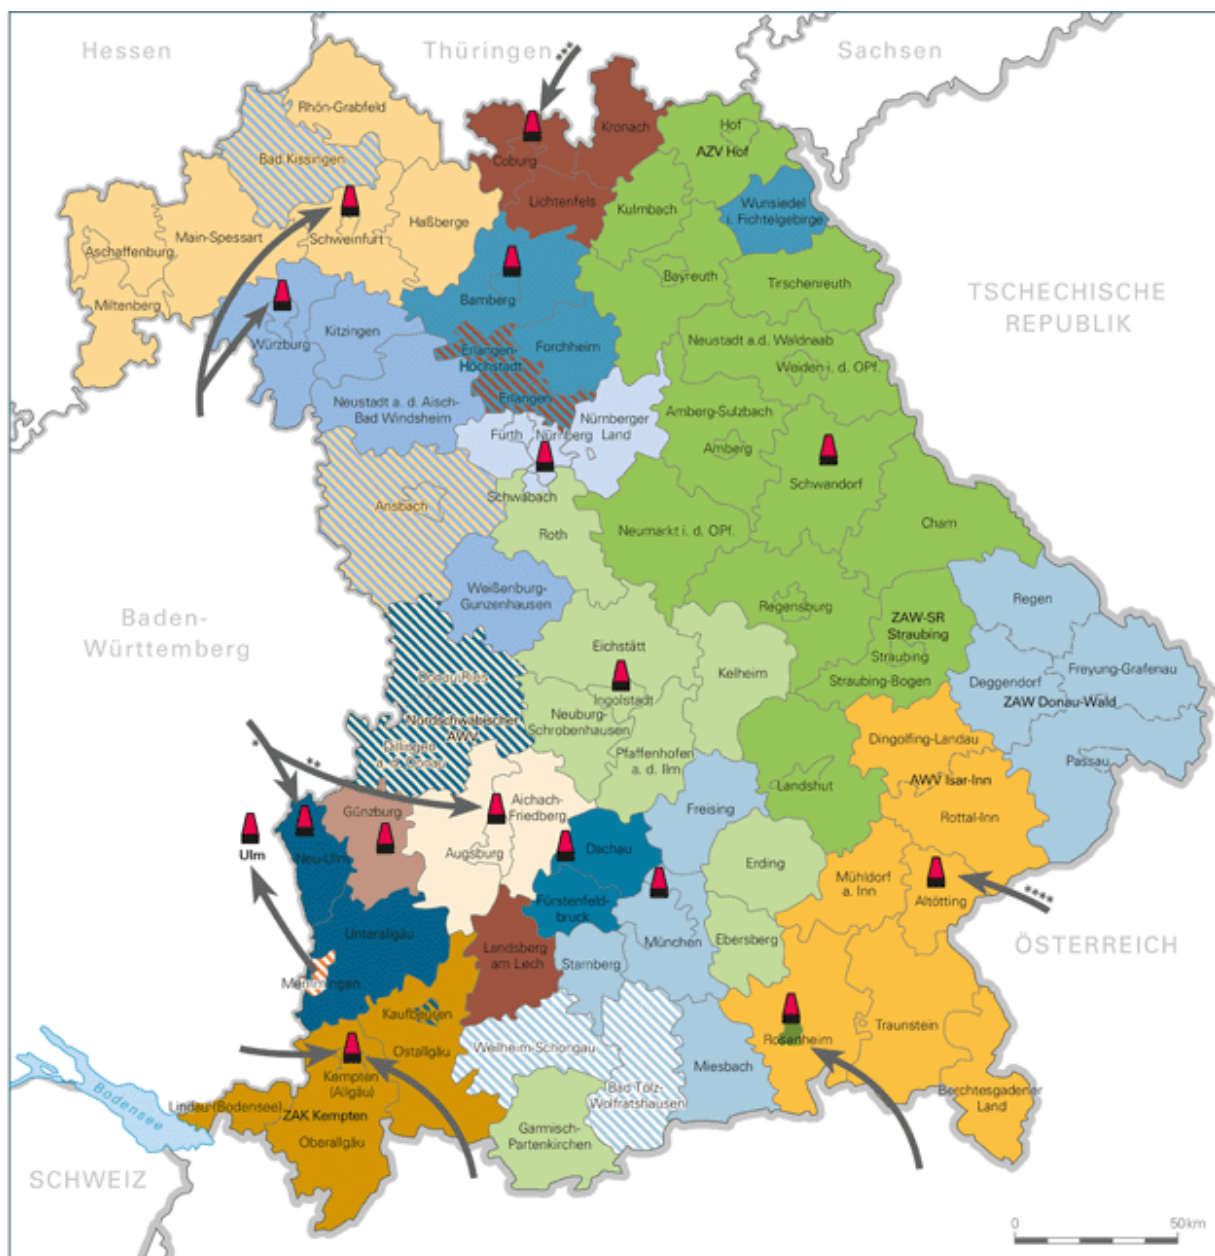 Hessen
Thüringen
****
Sachsen
Rhön-Grabfeld
Kronach
Hof
AZV Hof
Coburg
Bad Kissingen
Lichtenfels
Kulmbach
Wunsiedel
i. Fichtelgebirge
Haßberge
Main-Spessart
Schweinfurt
Aschaffenburg
Bayreuth
Tirschenreuth
TSCHECHISCHE
REPUBLIK
Miltenberg
Bamberg
Kitzingen
Würzburg
Erlangen-
Höchstadt
Forchheim
Neustadt a.d. Waldnaab
Weiden i. d. OPf.
Erlangen
Neustadt a. d. Aisch-
Bad Windsheim
Nürnberger
Land
Amberg-Sulzbach
Fürth
Nürnberg
Amberg
Schwandorf
Schwabach
Ansbach
Roth
Neumarkt i. d. OPf.
Cham
Weißenburg-
Gunzenhausen
Regensburg
Regen
ZAW-SR
Straubing
Baden-
Württemberg
Eichstätt
Straubing
Kelheim
Freyung-Grafenau
Deggendorf
Straubing-Bogen
Donau-Ries
Ingolstadt
ZAW Donau-Wald
Nordschwäbischer
AWV
Neuburg-
Schrobenhausen
Dingolfing-Landau
Dillingen
a. d. Donau
Pfaffenhofen
a. d. Ilm
Passau
*
**
AWV Isar-Inn
Landshut
Günzburg
Aichach-
Friedberg
Freising
Rottal-Inn
Ulm
Neu-Ulm
Augsburg
Dachau
Erding
Mühldorf
a. Inn
****
Altötting
Fürstenfeld-
bruck
Unterallgäu
Landsberg
am Lech
München
Ebersberg
ÖSTERREICH
Starnberg
Memmingen
Kaufbeuren
Traunstein
Rosenheim
Ostallgäu
Weilheim-Schongau
Miesbach
Kempten
(Allgäu)
Bad Tölz-
Wolfratshausen
Bodensee
Lindau (Bodensee)
ZAK Kempten
Berchtesgadener
Land
Garmisch-
Partenkirchen
Oberallgäu
SCHWEIZ
0
50 km